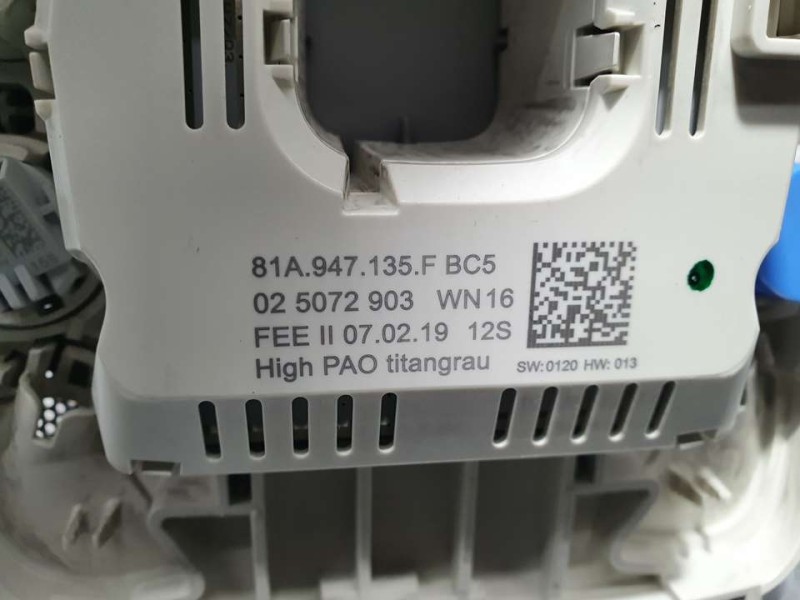 81A.947.135.F BC5
02 5072 903 WN16
FEE II 07.02.19 12S
High PAO titangrau
SW:0120 HW: 013